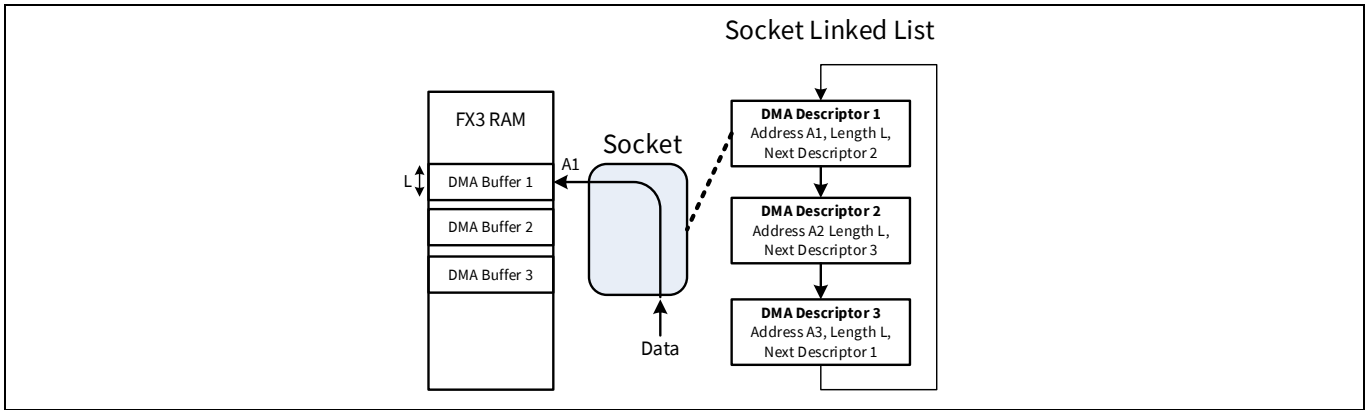 Socket Linked List
FX3 RAM
L
DMA Buffer 1
DMA Buffer 2
DMA Buffer 3
Socket
A1
Data
DMA Descriptor 1
Address A1, Length L,
Next Descriptor 2
DMA Descriptor 2
Address A2 Length L,
Next Descriptor 3
DMA Descriptor 3
Address A3, Length L,
Next Descriptor 1